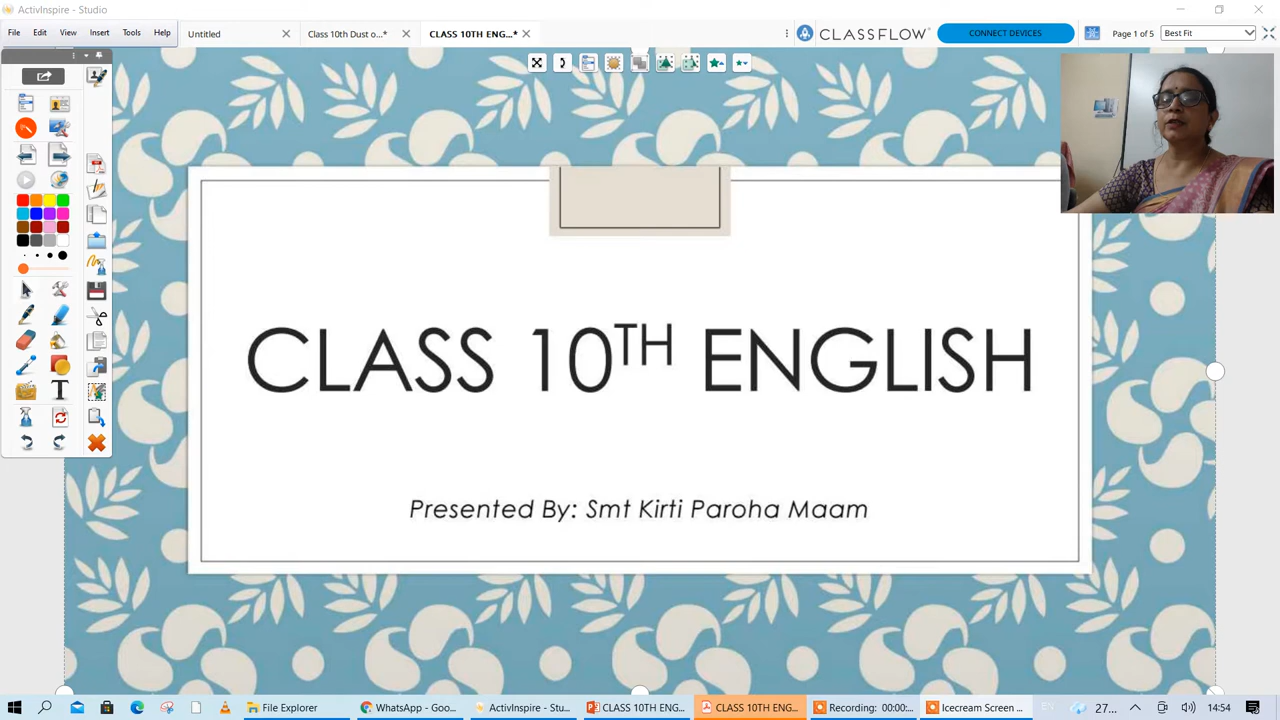 ActivInspire - Studio
File Edit View Insert Tools Help
Untitled
Class 10th Dust o...*
CLASS 10TH ENG...*
CLASSFLOW
CONNECT DEVICES
Page 1 of 5
Best Fit
CLASS 10TH ENGLISH
Presented By: Smt Kirti Paroha Maam
File Explorer
WhatsApp - Goo...
ActivInspire - Stu...
CLASS 10TH ENG...
CLASS 10TH ENG...
Recording: 00:00:...
Icecream Screen ...
27...
EN
14:54